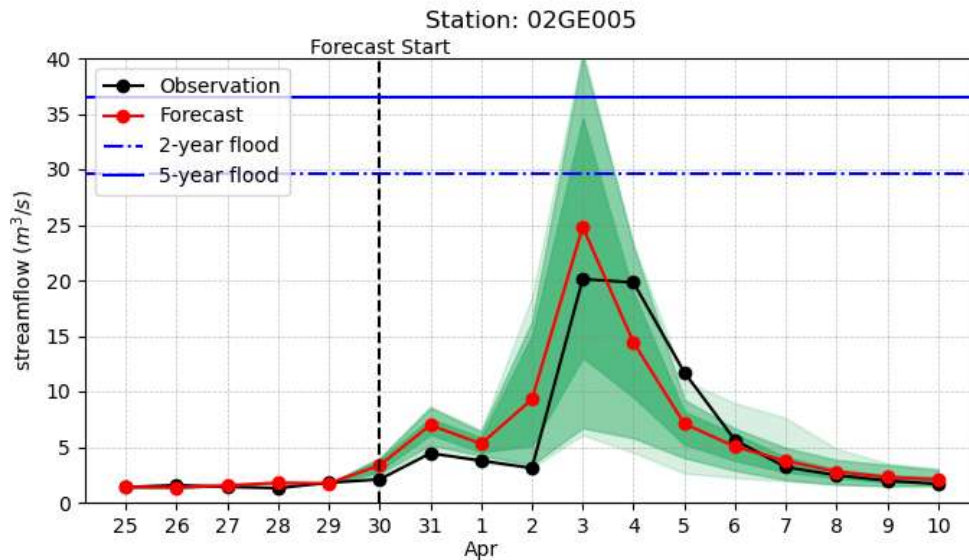 Station: 02GE005
Forecast Start
40
35
30
25
20
15
10
5
0
streamflow (m³/s)
Observation
Forecast
2-year flood
5-year flood
25 26 27 28 29 30 31 1 2 3 4 5 6 7 8 9 10
Apr